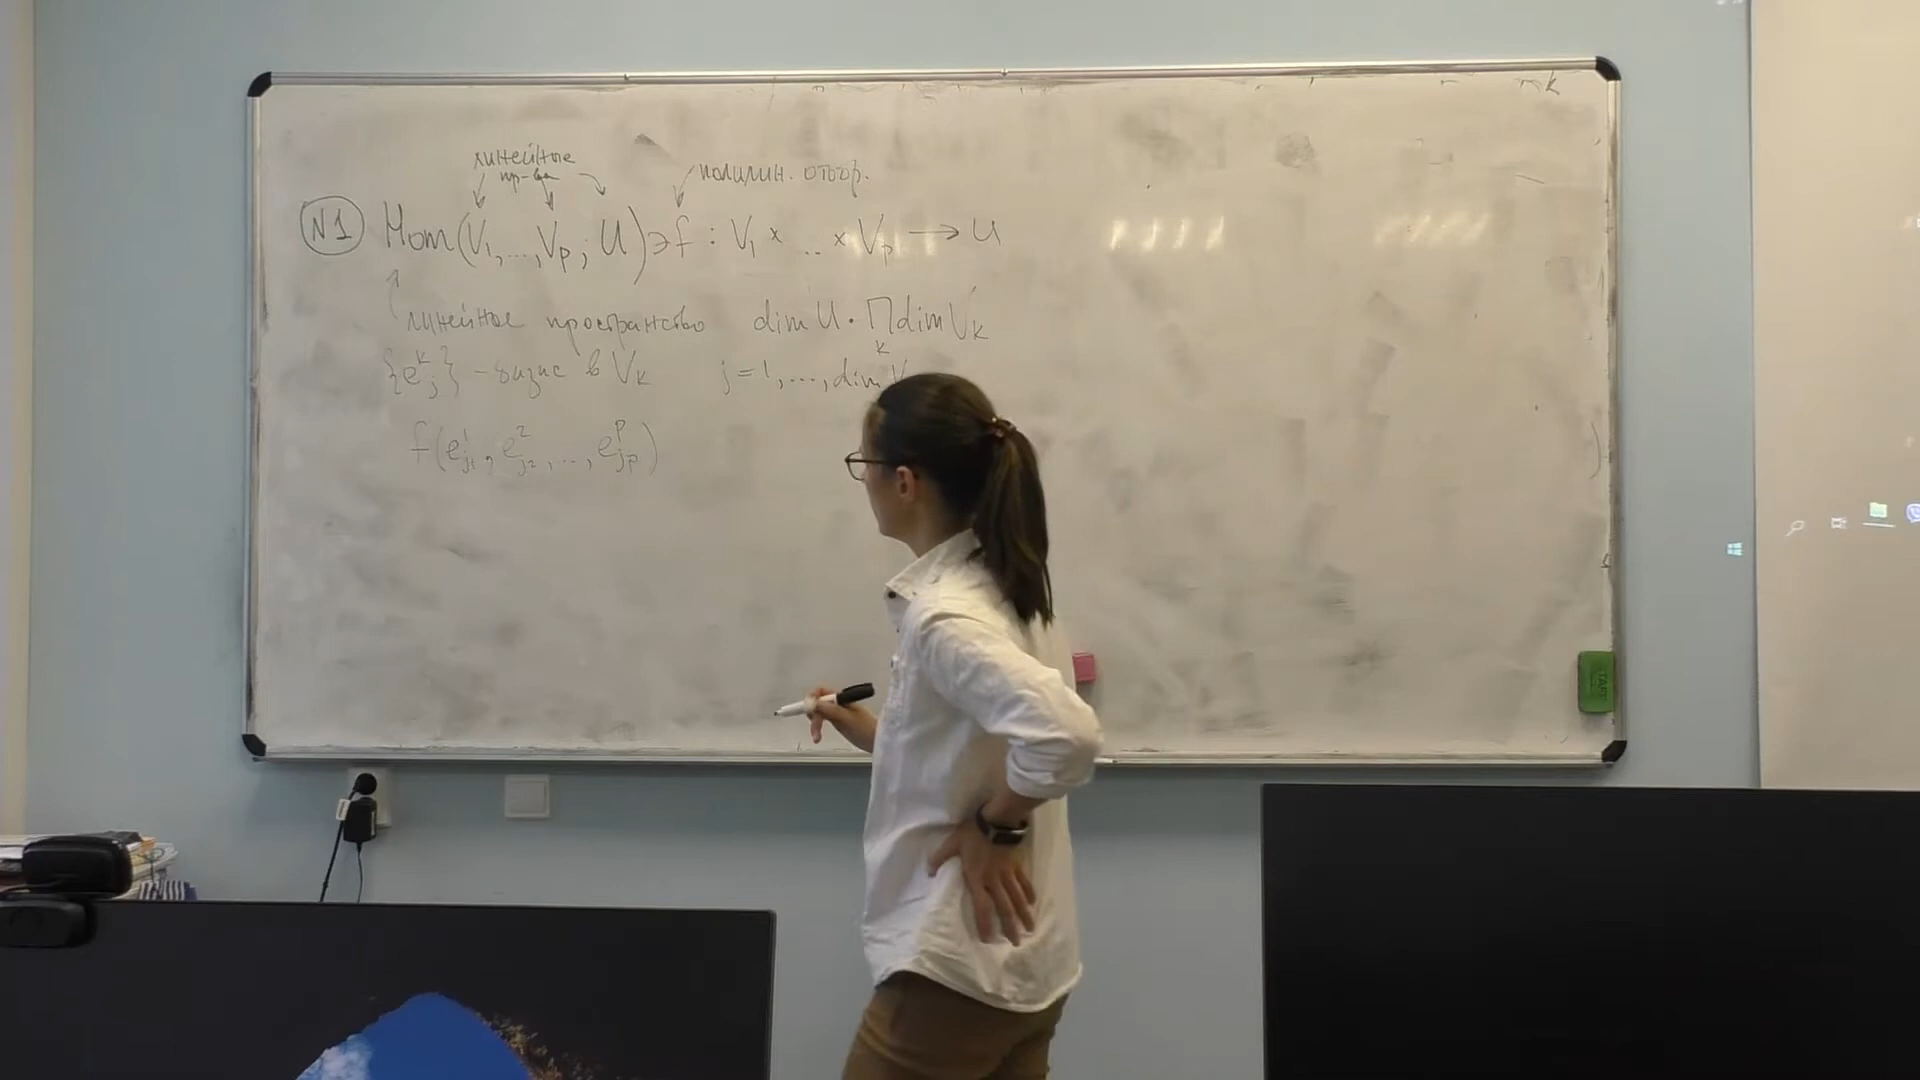 линейные
пр-ва
полилин. отобр.
N1 Hom(V₁,...,Vₚ; U)∋f : V₁ × .. × Vₚ → U
линейное пространство dim U · ∏ dim Vₖ
k
{eⱼᵏ} - базис в Vₖ j=1,...,dim V
f(e¹ⱼ₁, e²ⱼ₂, ..., eᵖⱼₚ)
k